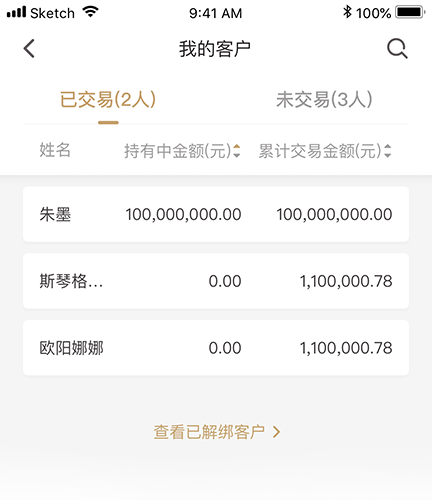 Sketch 9:41 AM 100%
我的客户
已交易(2人) 未交易(3人)
姓名 持有中金额(元) 累计交易金额(元)
朱墨 100,000,000.00 100,000,000.00
斯琴格... 0.00 1,100,000.78
欧阳娜娜 0.00 1,100,000.78
查看已解绑客户